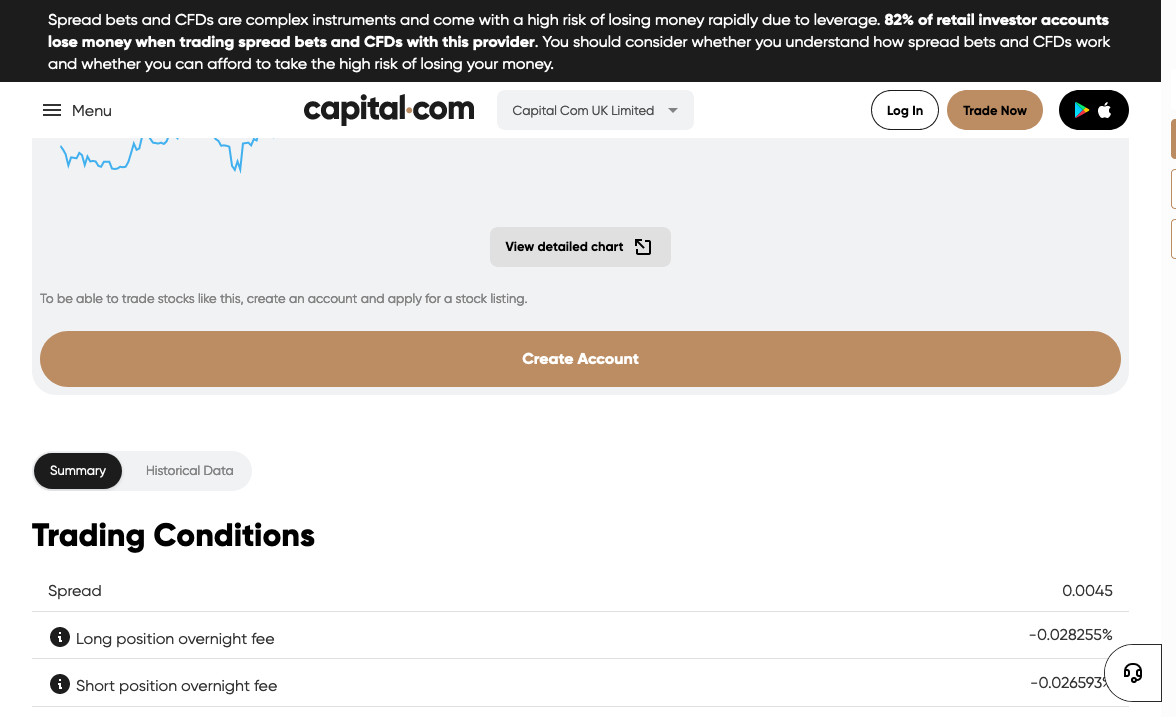 Spread bets and CFDs are complex instruments and come with a high risk of losing money rapidly due to leverage. 82% of retail investor accounts
lose money when trading spread bets and CFDs with this provider. You should consider whether you understand how spread bets and CFDs work
and whether you can afford to take the high risk of losing your money.
Menu
capital.com
Capital Com UK Limited
Log In
Trade Now
View detailed chart
To be able to trade stocks like this, create an account and apply for a stock listing.
Create Account
Summary
Historical Data
Trading Conditions
Spread 0.0045
Long position overnight fee -0.028255%
Short position overnight fee -0.026593%